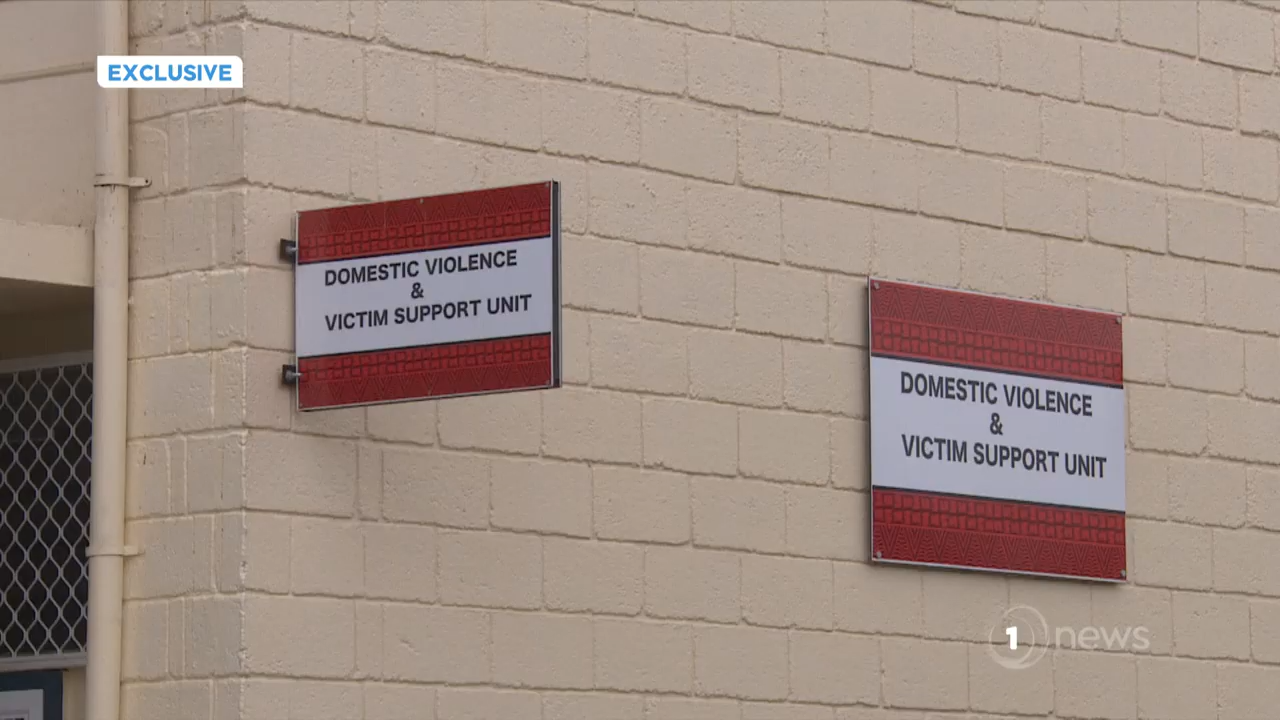 EXCLUSIVE
DOMESTIC VIOLENCE
&
VICTIM SUPPORT UNIT
DOMESTIC VIOLENCE
&
VICTIM SUPPORT UNIT
1 news